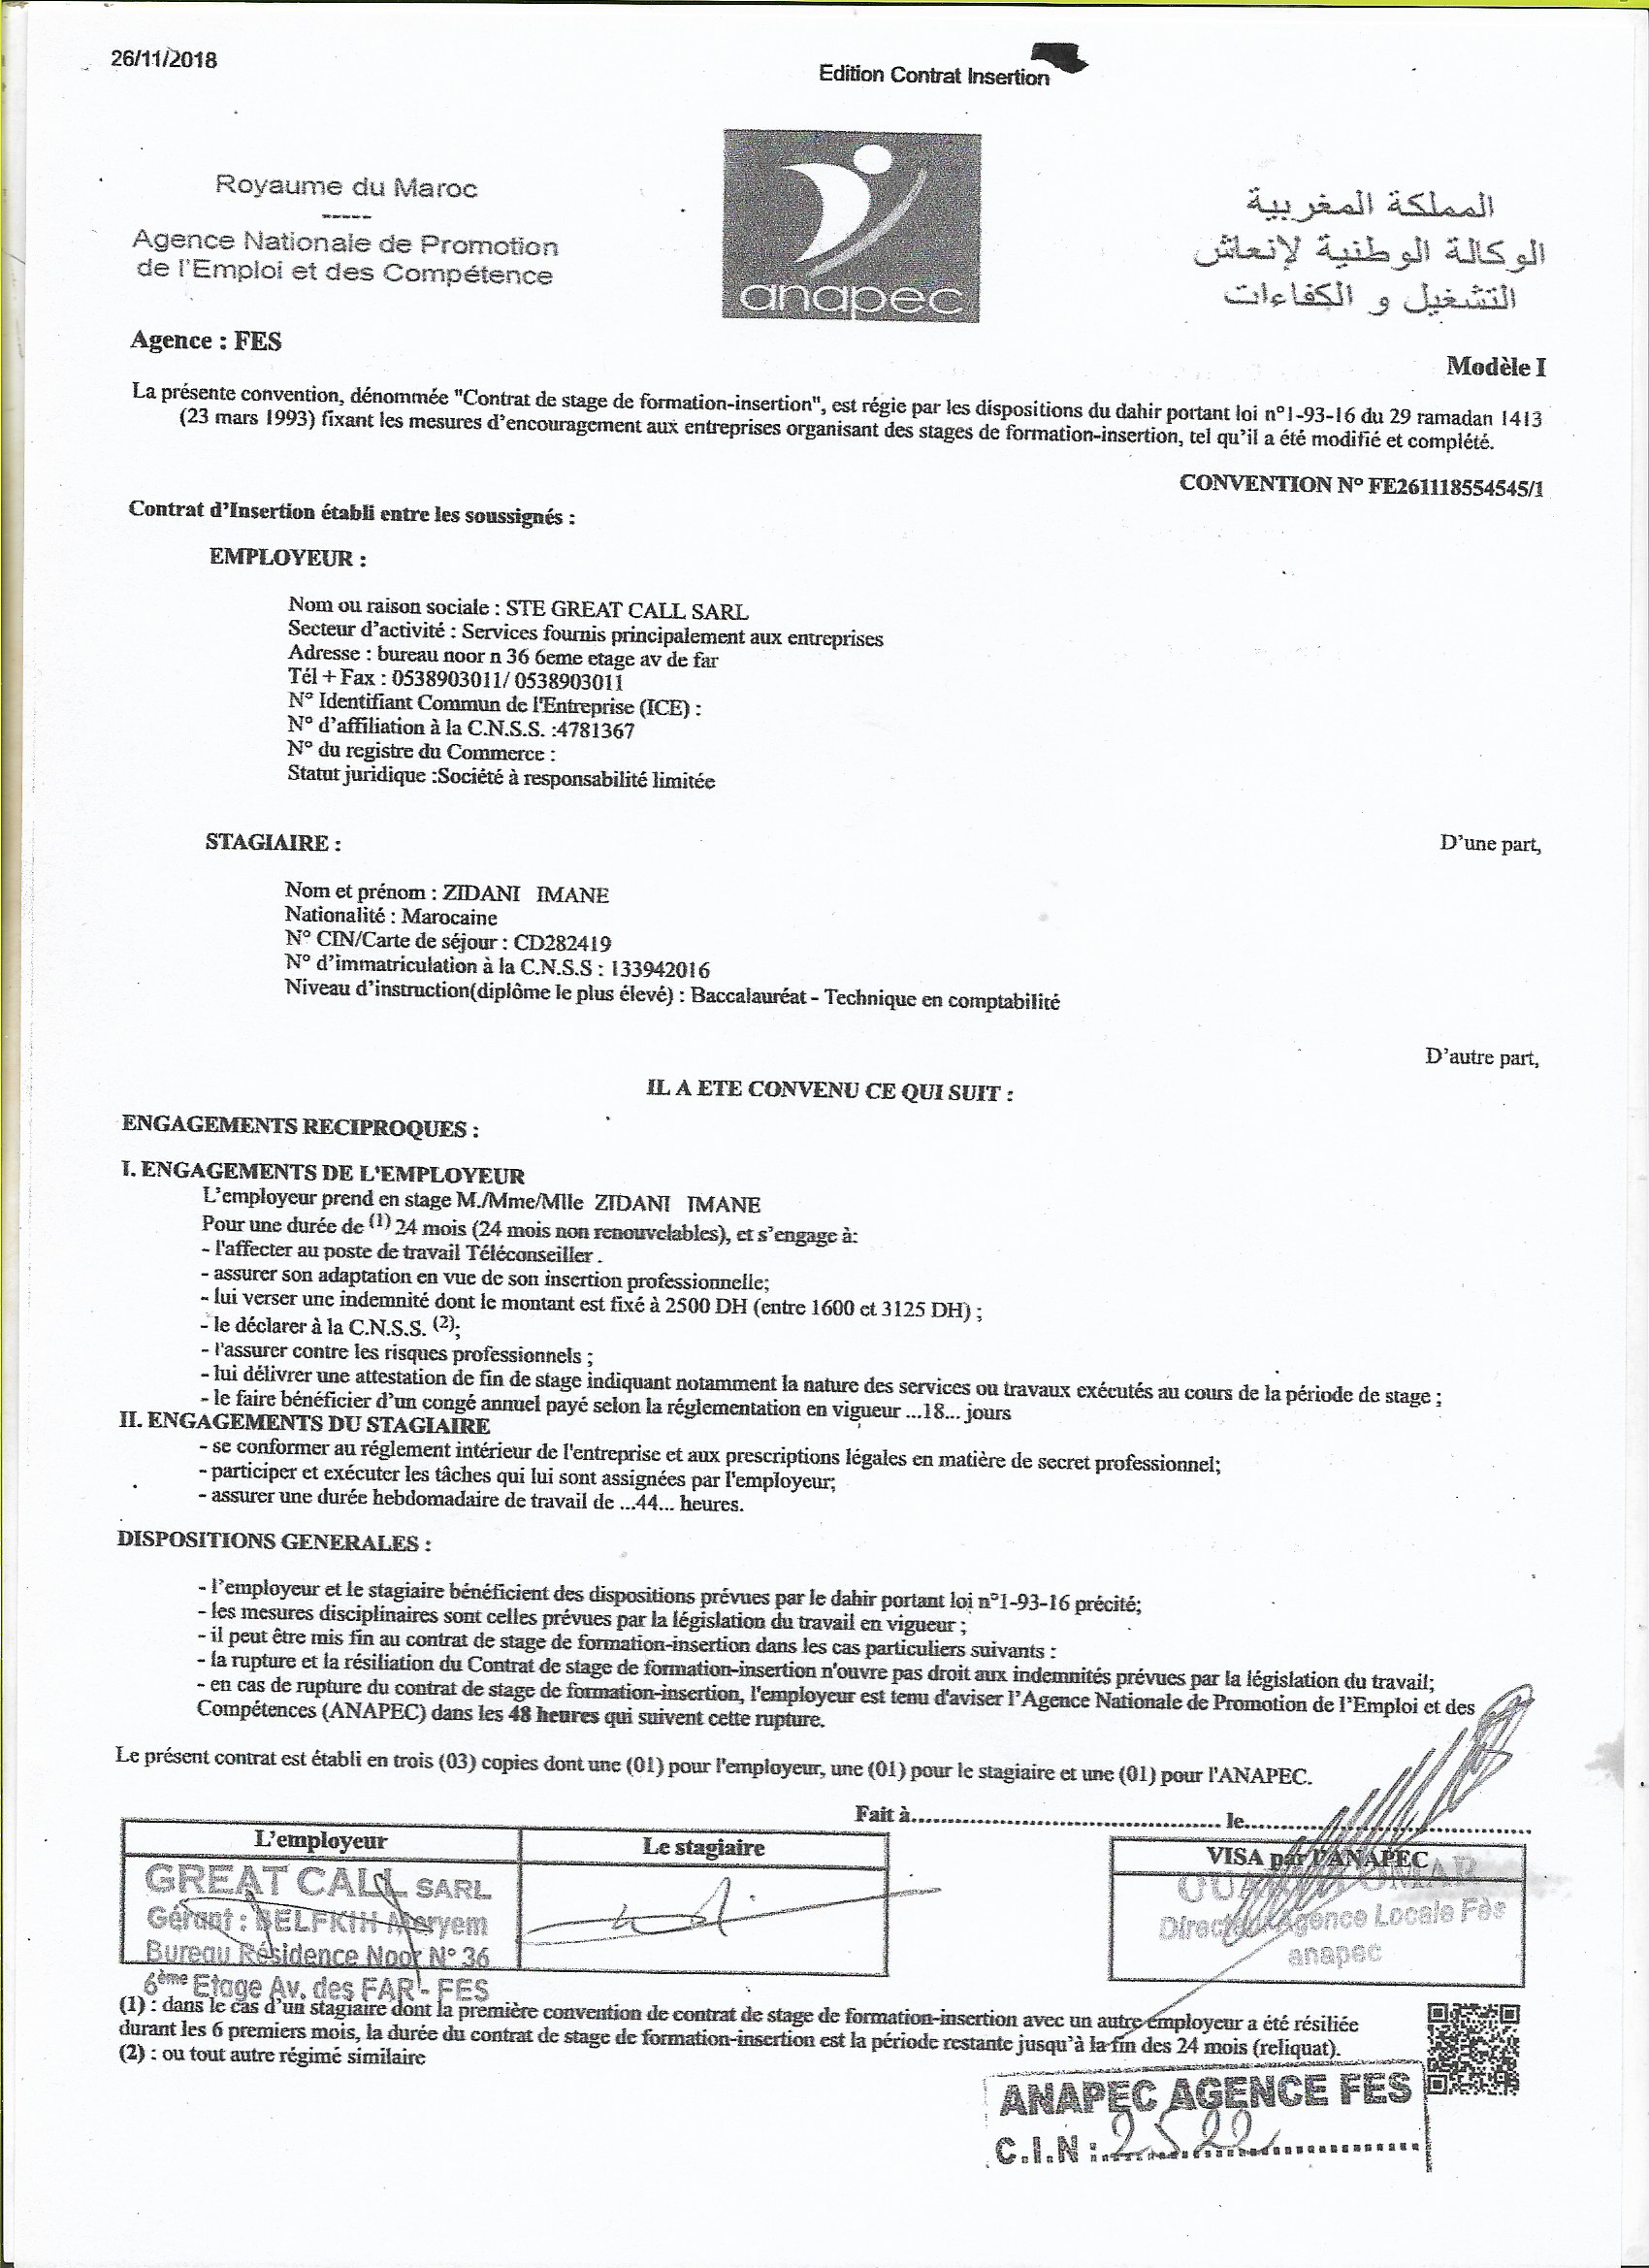 26/11/2018
Edition Contrat Insertion
Royaume du Maroc
----
Agence Nationale de Promotion
de l'Emploi et des Compétence
anapec
المملكة المغربية
الوكالة الوطنية لإنعاش
التشغيل و الكفاءات
Agence : FES
Modèle I
La présente convention, dénommée "Contrat de stage de formation-insertion", est régie par les dispositions du dahir portant loi n°1-93-16 du 29 ramadan 1413
(23 mars 1993) fixant les mesures d'encouragement aux entreprises organisant des stages de formation-insertion, tel qu'il a été modifié et complété.
CONVENTION N° FE261118554545/1
Contrat d'Insertion établi entre les soussignés :
EMPLOYEUR :
Nom ou raison sociale : STE GREAT CALL SARL
Secteur d'activité : Services fournis principalement aux entreprises
Adresse : bureau noor n 36 6eme etage av de far
Tél + Fax : 0538903011/ 0538903011
N° Identifiant Commun de l'Entreprise (ICE) :
N° d'affiliation à la C.N.S.S. :4781367
N° du registre du Commerce :
Statut juridique :Société à responsabilité limitée
STAGIAIRE :
D'une part,
Nom et prénom : ZIDANI IMANE
Nationalité : Marocaine
N° CIN/Carte de séjour : CD282419
N° d'immatriculation à la C.N.S.S : 133942016
Niveau d'instruction(diplôme le plus élevé) : Baccalauréat - Technique en comptabilité
D'autre part,
IL A ETE CONVENU CE QUI SUIT :
ENGAGEMENTS RECIPROQUES :
I. ENGAGEMENTS DE L'EMPLOYEUR
L'employeur prend en stage M./Mme/Mlle ZIDANI IMANE
Pour une durée de (1) 24 mois (24 mois non renouvelables), et s'engage à:
- l'affecter au poste de travail Téléconseiller .
- assurer son adaptation en vue de son insertion professionnelle;
- lui verser une indemnité dont le montant est fixé à 2500 DH (entre 1600 et 3125 DH) ;
- le déclarer à la C.N.S.S. (2);
- l'assurer contre les risques professionnels ;
- lui délivrer une attestation de fin de stage indiquant notamment la nature des services ou travaux exécutés au cours de la période de stage ;
- le faire bénéficier d'un congé annuel payé selon la réglementation en vigueur ...18... jours
II. ENGAGEMENTS DU STAGIAIRE
- se conformer au réglement intérieur de l'entreprise et aux prescriptions légales en matière de secret professionnel;
- participer et exécuter les tâches qui lui sont assignées par l'employeur;
- assurer une durée hebdomadaire de travail de ...44... heures.
DISPOSITIONS GENERALES :
- l'employeur et le stagiaire bénéficient des dispositions prévues par le dahir portant loi n°1-93-16 précité;
- les mesures disciplinaires sont celles prévues par la législation du travail en vigueur ;
- il peut être mis fin au contrat de stage de formation-insertion dans les cas particuliers suivants :
- la rupture et la résiliation du Contrat de stage de formation-insertion n'ouvre pas droit aux indemnités prévues par la législation du travail;
- en cas de rupture du contrat de stage de formation-insertion, l'employeur est tenu d'aviser l'Agence Nationale de Promotion de l'Emploi et des
Compétences (ANAPEC) dans les 48 heures qui suivent cette rupture.
Le présent contrat est établi en trois (03) copies dont une (01) pour l'employeur, une (01) pour le stagiaire et une (01) pour l'ANAPEC.
Fait à............................................ le............................................
L'employeur
Le stagiaire
VISA par l'ANAPEC
GREAT CALL SARL
Gérant : BELFKIH Meryem
Bureau Résidence Noor N° 36
6ème Etage Av. des FAR - FES
OMAR
Directeur Agence Locale Fès
anapec
(1) : dans le cas d'un stagiaire dont la première convention de contrat de stage de formation-insertion avec un autre employeur a été résiliée
durant les 6 premiers mois, la durée du contrat de stage de formation-insertion est la période restante jusqu'à la fin des 24 mois (reliquat).
(2) : ou tout autre régimé similaire
ANAPEC AGENCE FES
C.I.N : 2522